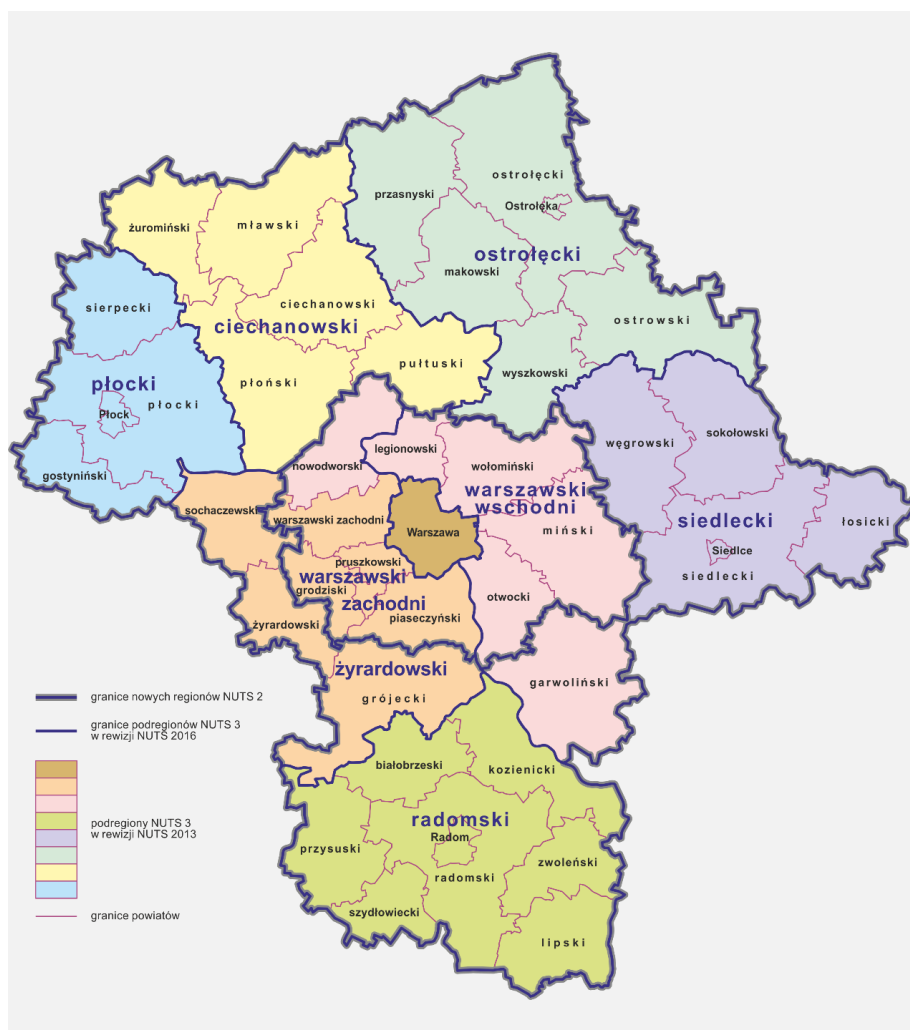 ostrołęcki
przasnyski
Ostrołęka
mławski
żuromiński
ostrołęcki
makowski
ciechanowski
sierpecki
ostrowski
ciechanowski
pułtuski
wyszkowski
płoński
płocki
płocki
Płock
sokołowski
węgrowski
legionowski
nowodworski
wołomiński
gostyniński
warszawski
wschodni
sochaczewski
warszawski zachodni
siedlecki
łosicki
miński
Warszawa
Siedlce
pruszkowski
siedlecki
warszawski
grodziski
otwocki
zachodni
piaseczyński
żyrardowski
żyrardowski
garwoliński
grójecki
granice nowych regionów NUTS 2
granice podregionów NUTS 3
w rewizji NUTS 2016
białobrzeski
kozienicki
podregiony NUTS 3
w rewizji NUTS 2013
radomski
Radom
przysuski
zwoleński
radomski
szydłowiecki
granice powiatów
lipski